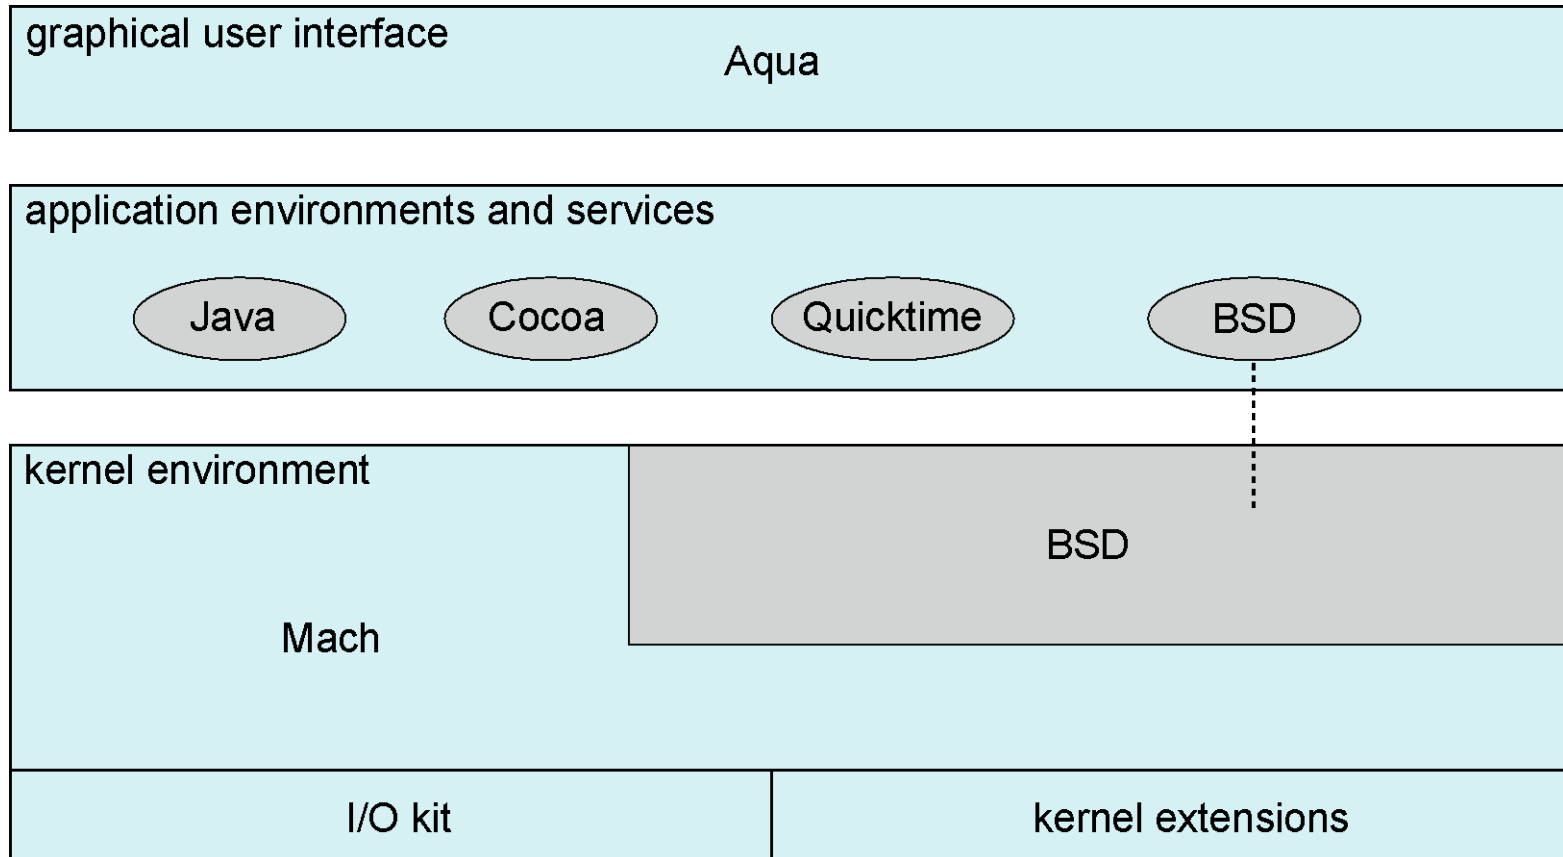 graphical user interface
Aqua
application environments and services
Java
Cocoa
Quicktime
BSD
kernel environment
BSD
Mach
I/O kit
kernel extensions